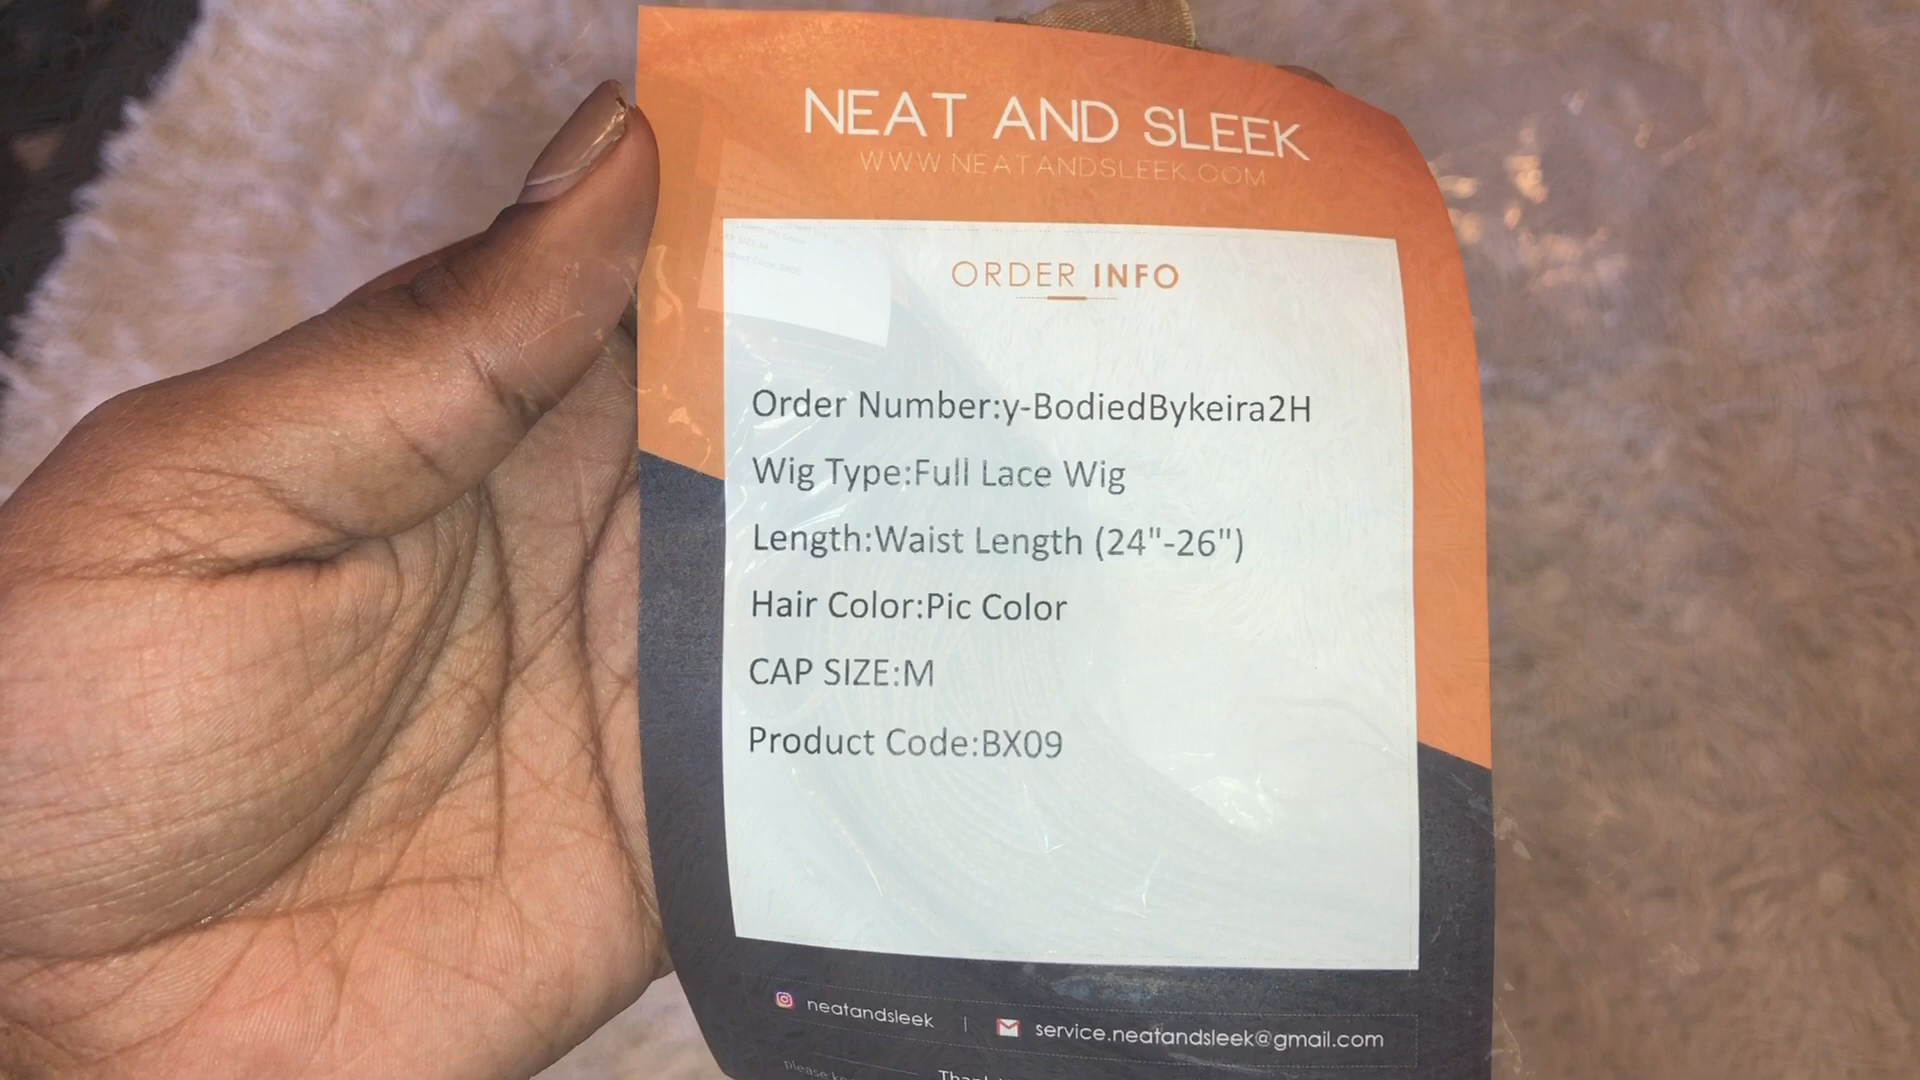 NEAT AND SLEEK
WWW.NEATANDSLEEK.COM
ORDER INFO
Order Number:y-BodiedBykeira2H
Wig Type:Full Lace Wig
Length:Waist Length (24"-26")
Hair Color:Pic Color
CAP SIZE:M
Product Code:BX09
neatandsleek | service.neatandsleek@gmail.com
please